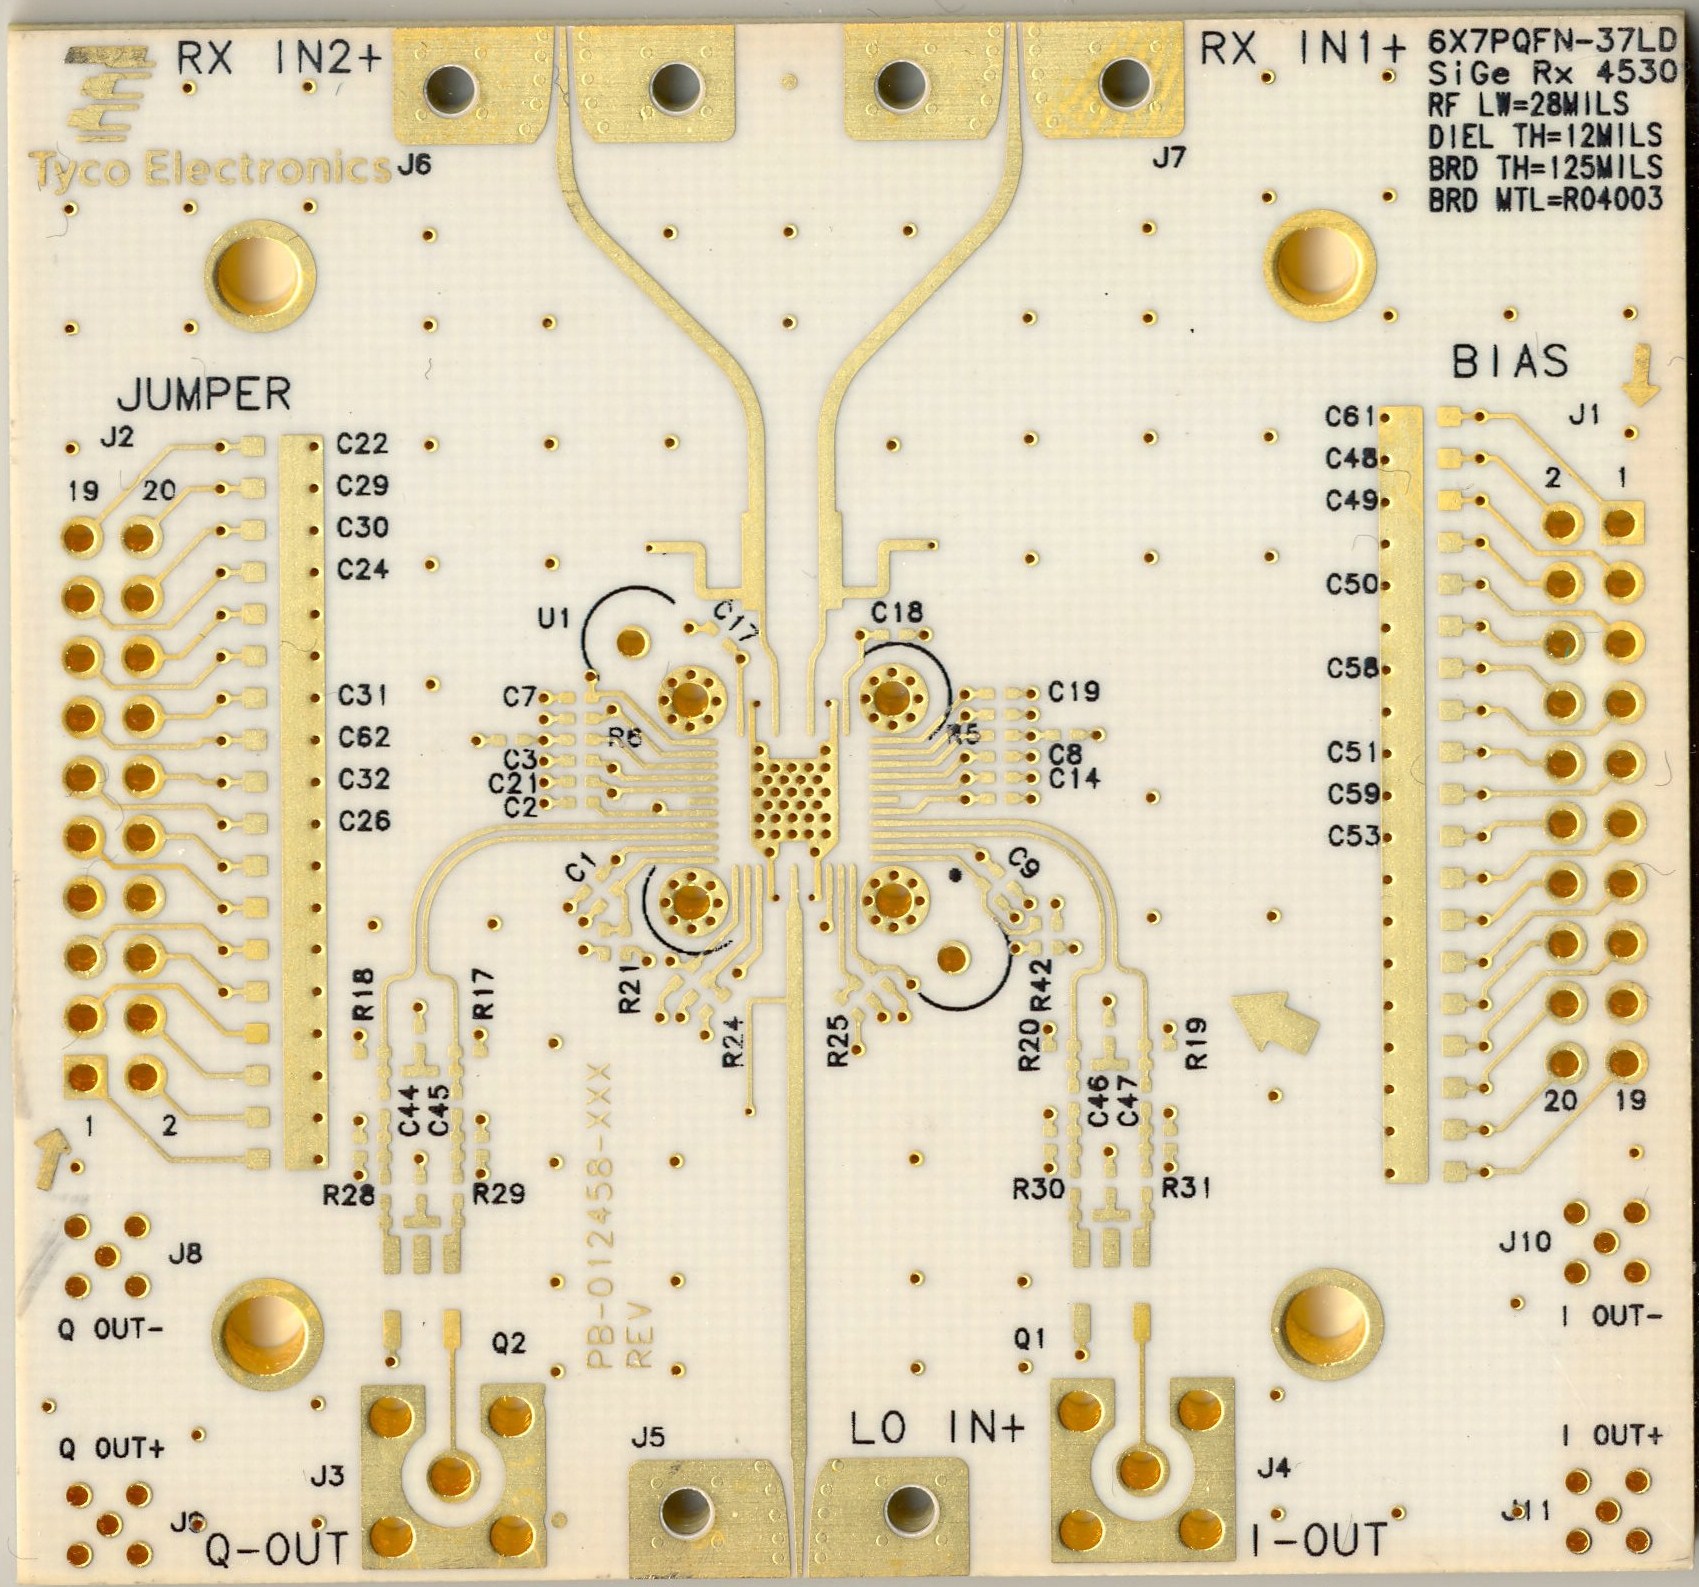 RX IN2+
Tyco Electronics
J6
J7
RX IN1+
6X7PQFN-37LD
SiGe Rx 4530
RF LW=28MILS
DIEL TH=12MILS
BRD TH=125MILS
BRD MTL=RO4003
JUMPER
J2
19 20
C22
C29
C30
C24
C31
C62
C32
C26
1 2
BIAS
J1
2 1
C61
C48
C49
C50
C58
C51
C59
C53
20 19
U1
C17
C18
C7
R6
C3
C21
C2
C19
R5
C8
C14
C1
C9
R21
R24
R25
R42
R18
R17
C44
C45
R28
R29
R20
R19
C46
C47
R30
R31
PB-012458-XXX
REV
J8
Q OUT-
Q OUT+
J9
Q2
J3
Q-OUT
J5
LO IN+
Q1
J4
I-OUT
J10
I OUT-
I OUT+
J11